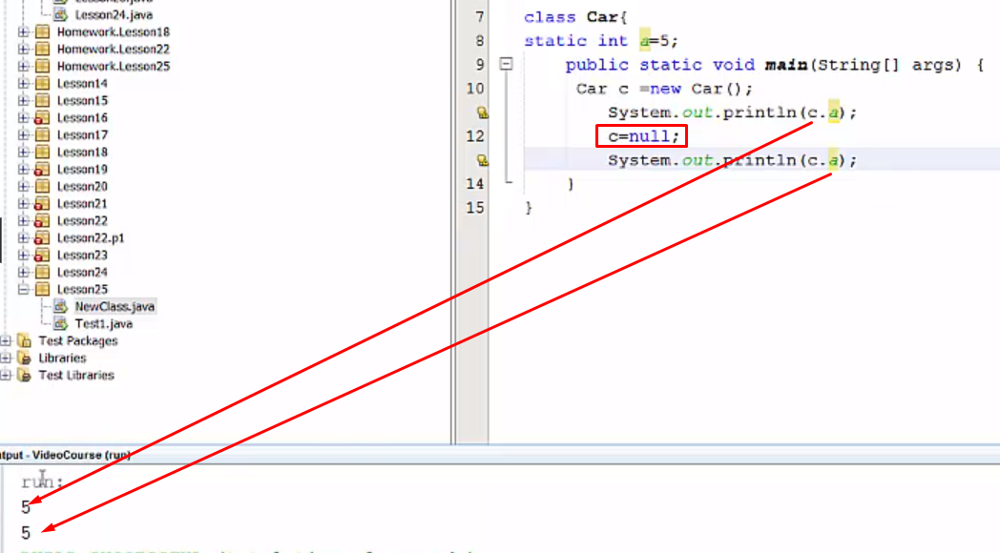 Lesson24.java
Homework.Lesson18
Homework.Lesson22
Homework.Lesson25
Lesson14
Lesson15
Lesson16
Lesson17
Lesson18
Lesson19
Lesson20
Lesson21
Lesson22
Lesson22.p1
Lesson23
Lesson24
Lesson25
NewClass.java
Test1.java
Test Packages
Libraries
Test Libraries
7 class Car{
8 static int a=5;
9 public static void main(String[] args) {
10 Car c =new Car();
System.out.println(c.a);
12 c=null;
System.out.println(c.a);
14 }
15 }
tput - VideoCourse (run)
run:
5
5